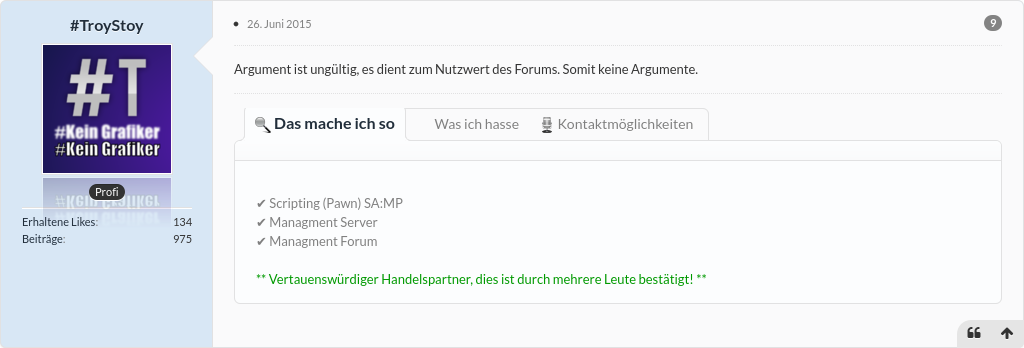 #TroyStoy
#T
#Kein Grafiker
#Kein Grafiker
Profi
Erhaltene Likes: 134
Beiträge: 975
26. Juni 2015
9
Argument ist ungültig, es dient zum Nutzwert des Forums. Somit keine Argumente.
Das mache ich so Was ich hasse Kontaktmöglichkeiten
✔ Scripting (Pawn) SA:MP
✔ Managment Server
✔ Managment Forum
** Vertauenswürdiger Handelspartner, dies ist durch mehrere Leute bestätigt! **